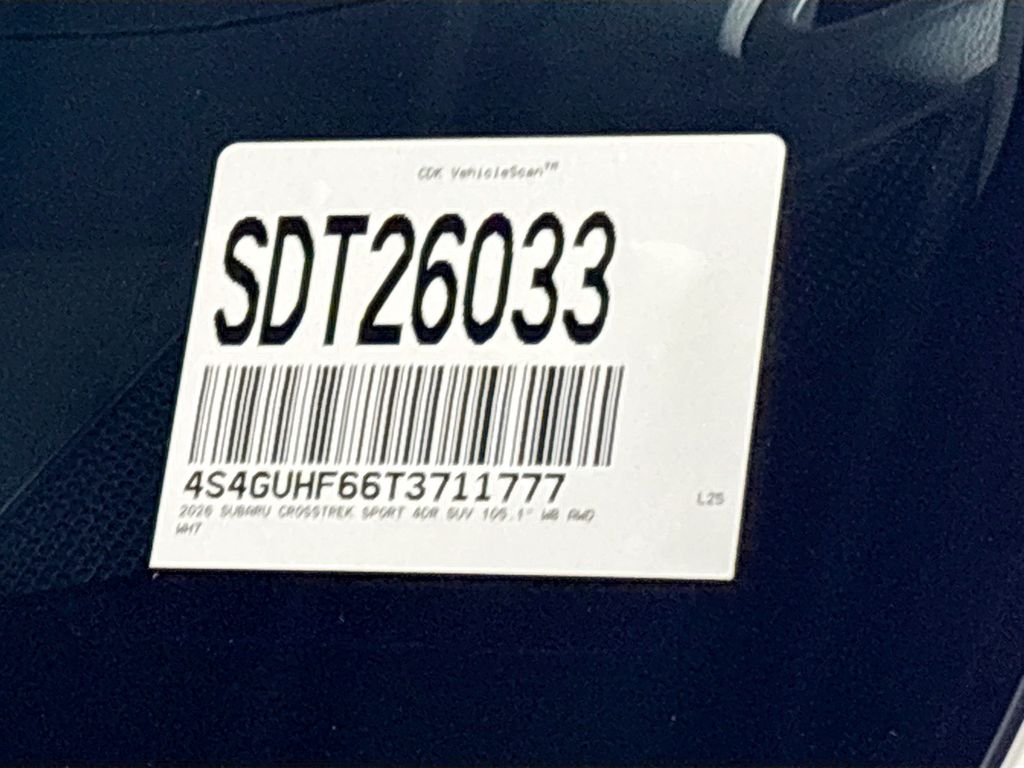 CDK VehicleScan™
SDT26033
4S4GUHF66T3711777
2026 SUBARU CROSSTREK SPORT 4DR SUV 105.1" WB AWD
WH7
L25